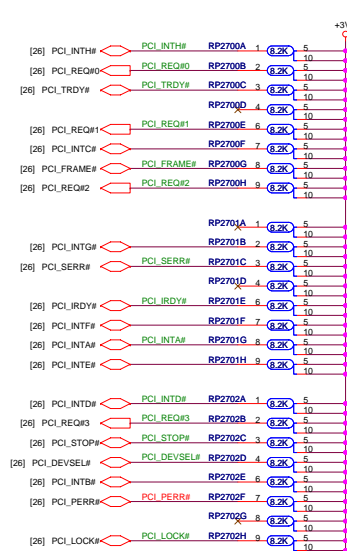 +3V
[26] PCI_INTH# PCI_INTH# RP2700A 1 8.2K 5 10
[26] PCI_REQ#0 PCI_REQ#0 RP2700B 2 8.2K 5 10
[26] PCI_TRDY# PCI_TRDY# RP2700C 3 8.2K 5 10
RP2700D 4 8.2K 5 10
[26] PCI_REQ#1 PCI_REQ#1 RP2700E 6 8.2K 5 10
[26] PCI_INTC# RP2700F 7 8.2K 5 10
[26] PCI_FRAME# PCI_FRAME# RP2700G 8 8.2K 5 10
[26] PCI_REQ#2 PCI_REQ#2 RP2700H 9 8.2K 5 10
RP2701A 1 8.2K 5 10
[26] PCI_INTG# RP2701B 2 8.2K 5 10
[26] PCI_SERR# PCI_SERR# RP2701C 3 8.2K 5 10
RP2701D 4 8.2K 5 10
[26] PCI_IRDY# PCI_IRDY# RP2701E 6 8.2K 5 10
[26] PCI_INTF# RP2701F 7 8.2K 5 10
[26] PCI_INTA# PCI_INTA# RP2701G 8 8.2K 5 10
[26] PCI_INTE# RP2701H 9 8.2K 5 10
[26] PCI_INTD# PCI_INTD# RP2702A 1 8.2K 5 10
[26] PCI_REQ#3 PCI_REQ#3 RP2702B 2 8.2K 5 10
[26] PCI_STOP# PCI_STOP# RP2702C 3 8.2K 5 10
[26] PCI_DEVSEL# PCI_DEVSEL# RP2702D 4 8.2K 5 10
[26] PCI_INTB# RP2702E 6 8.2K 5 10
[26] PCI_PERR# PCI_PERR# RP2702F 7 8.2K 5 10
RP2702G 8 8.2K 5 10
[26] PCI_LOCK# PCI_LOCK# RP2702H 9 8.2K 5 10